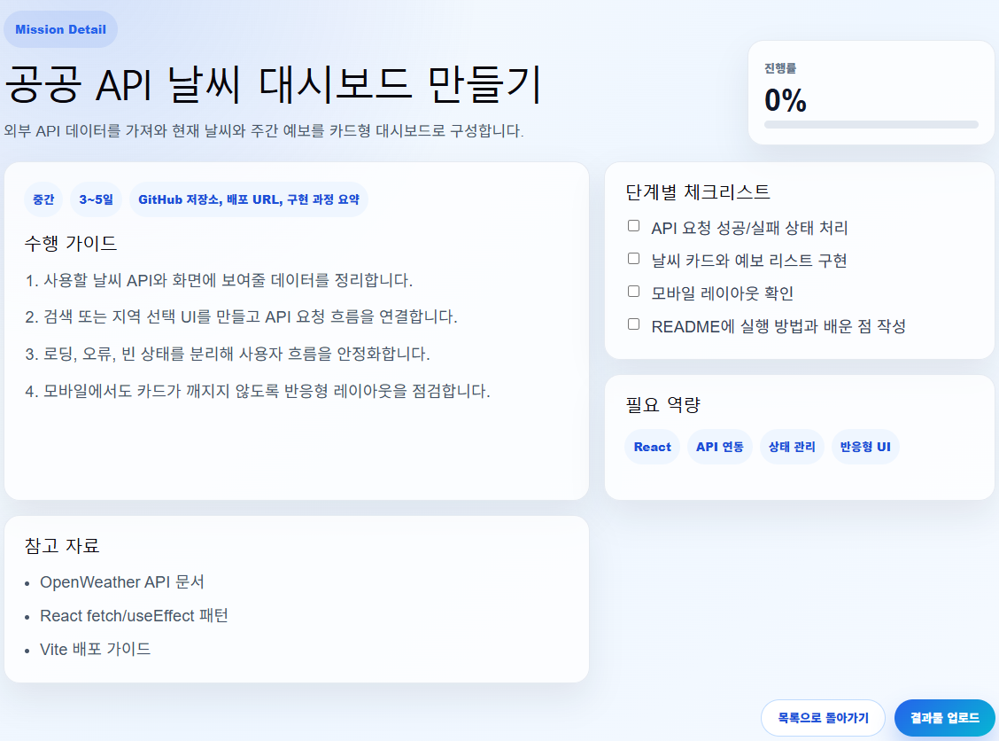 Mission Detail
공공 API 날씨 대시보드 만들기
외부 API 데이터를 가져와 현재 날씨와 주간 예보를 카드형 대시보드로 구성합니다.
진행률
0%
중간
3~5일
GitHub 저장소, 배포 URL, 구현 과정 요약
수행 가이드
1. 사용할 날씨 API와 화면에 보여줄 데이터를 정리합니다.
2. 검색 또는 지역 선택 UI를 만들고 API 요청 흐름을 연결합니다.
3. 로딩, 오류, 빈 상태를 분리해 사용자 흐름을 안정화합니다.
4. 모바일에서도 카드가 깨지지 않도록 반응형 레이아웃을 점검합니다.
단계별 체크리스트
API 요청 성공/실패 상태 처리
날씨 카드와 예보 리스트 구현
모바일 레이아웃 확인
README에 실행 방법과 배운 점 작성
필요 역량
React
API 연동
상태 관리
반응형 UI
참고 자료
• OpenWeather API 문서
• React fetch/useEffect 패턴
• Vite 배포 가이드
목록으로 돌아가기
결과물 업로드